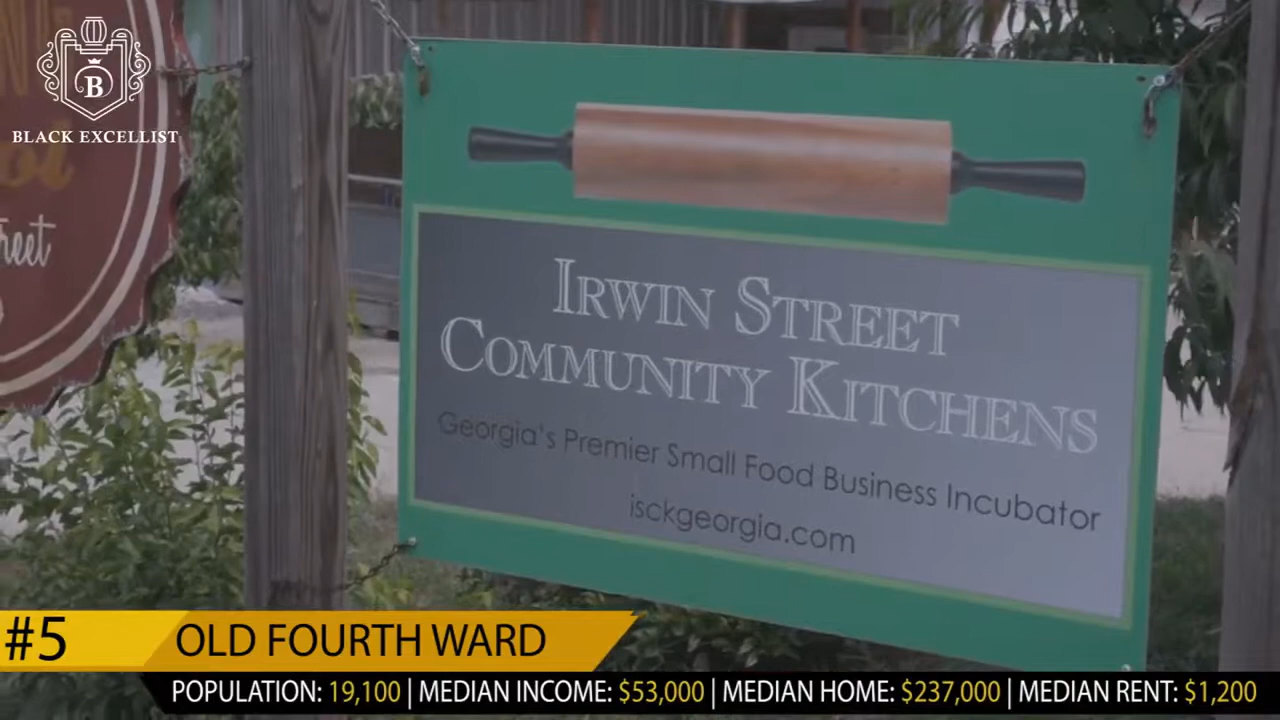 B
BLACK EXCELLIST
reet
IRWIN STREET
COMMUNITY KITCHENS
Georgia's Premier Small Food Business Incubator
isckgeorgia.com
#5 OLD FOURTH WARD
POPULATION: 19,100 | MEDIAN INCOME: $53,000 | MEDIAN HOME: $237,000 | MEDIAN RENT: $1,200